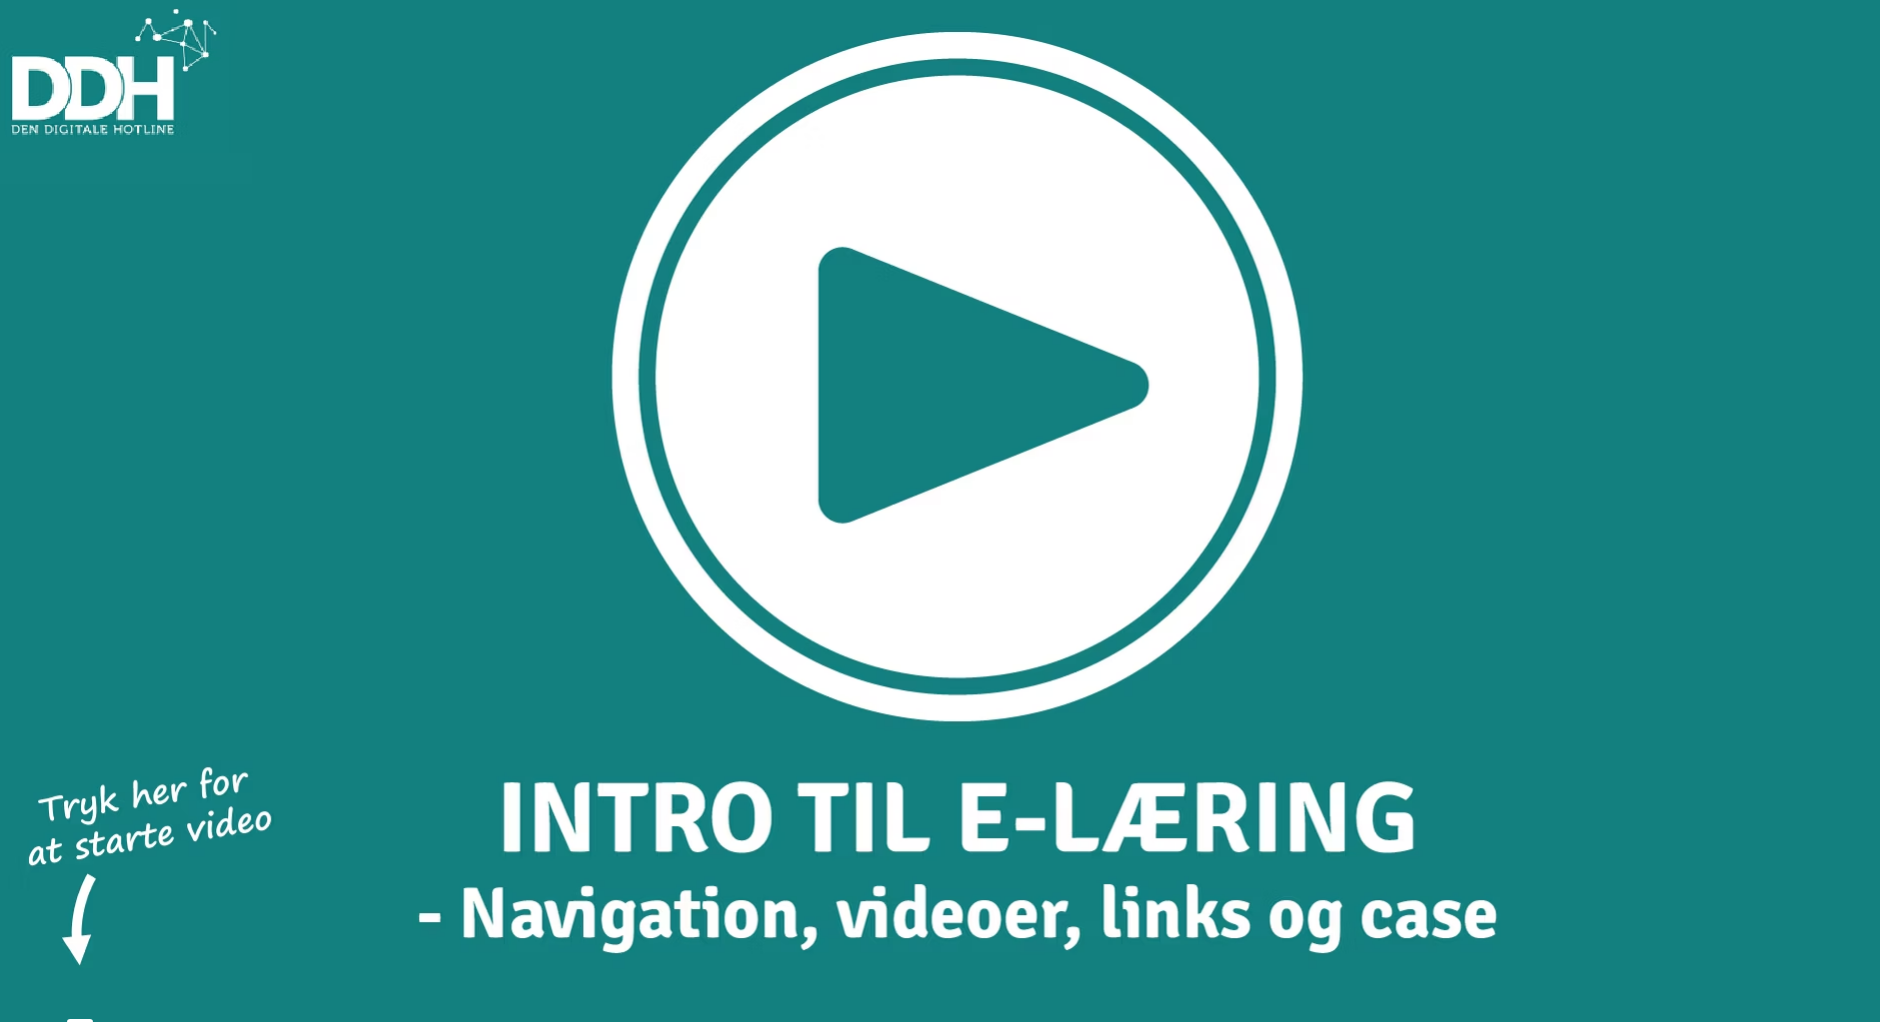 DDH
DEN DIGITALE HOTLINE
Tryk her for
at starte video
INTRO TIL E-LÆRING
- Navigation, videoer, links og case